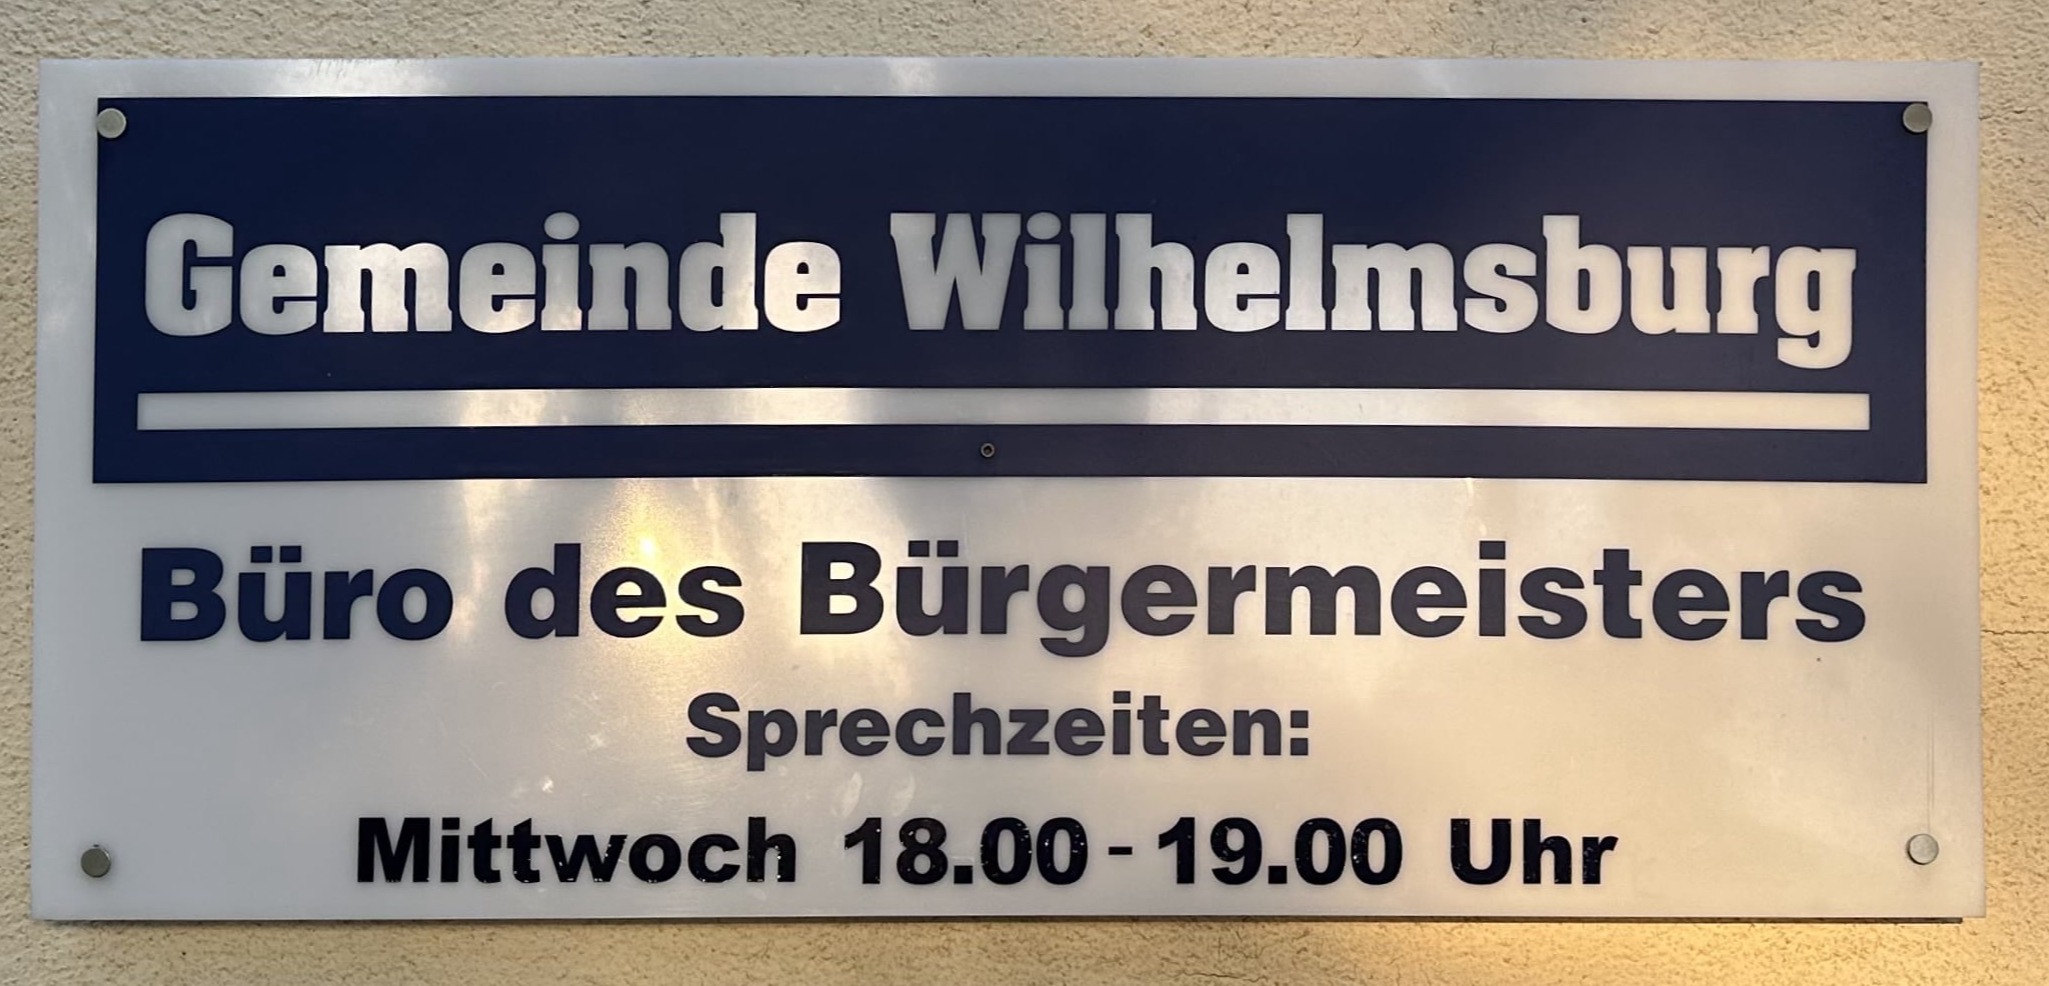 Gemeinde Wilhelmsburg
Büro des Bürgermeisters
Sprechzeiten:
Mittwoch 18.00 - 19.00 Uhr